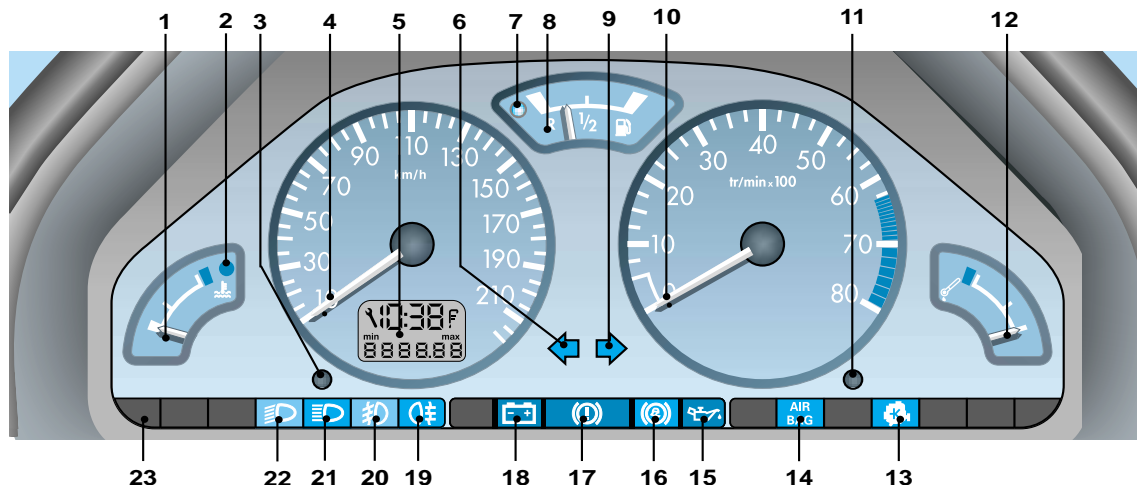 1 2 3 4 5 6 7 8 9 10 11 12
R 1/2
10 30 50 70 90 110 130 150 170 190 210
km/h
10:38
min max
8888.88
0 10 20 30 40 50 60 70 80
tr/min x 100
AIR
BAG
23 22 21 20 19 18 17 16 15 14 13